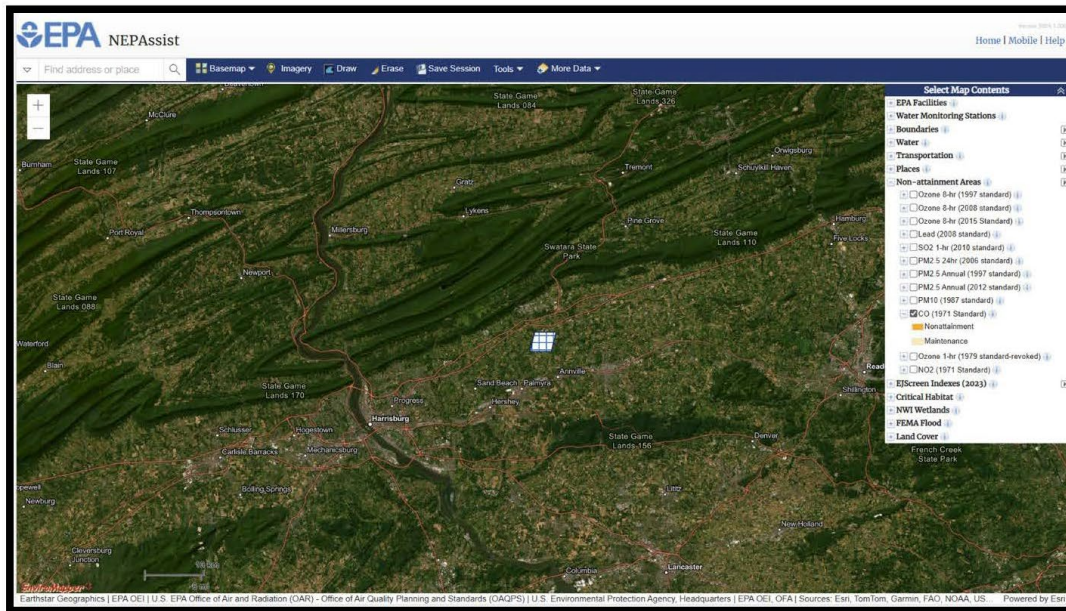 EPA NEPAssist
Home | Mobile | Help
Find address or place
Basemap Imagery Draw Erase Save Session Tools More Data
Select Map Contents
EPA Facilities
Water Monitoring Stations
Boundaries
Water
Transportation
Places
Non-attainment Areas
Ozone 8-hr (1997 standard)
Ozone 8-hr (2008 standard)
Ozone 8-hr (2015 Standard)
Lead (2008 standard)
SO2 1-hr (2010 standard)
PM2.5 24hr (2006 standard)
PM2.5 Annual (1997 standard)
PM2.5 Annual (2012 standard)
PM10 (1987 standard)
CO (1971 Standard)
Nonattainment
Maintenance
Ozone 1-hr (1979 standard-revoked)
NO2 (1971 Standard)
EJScreen Indexes (2023)
Critical Habitat
NWI Wetlands
FEMA Flood
Land Cover
State Game
Lands 084
State Game
Lands 326
McClure
Burnham
State Game
Lands 107
Orwigsburg
Tremont
Schuylkill Haven
Gratz
Thompsontown
Lykens
Port Royal
Millersburg
Pine Grove
Hamburg
State Game
Lands 110
Five Locks
Swatara State
Park
Newport
State Game
Lands 088
Waterford
Blain
Annville
State Game
Lands 170
Sand Beach
Palmyra
Read
Shillington
Progress
Hershey
Harrisburg
Schlusser
Hogestown
Carlisle Barracks
Mechanicsburg
State Game
Lands 156
Denver
French Creek
State Park
Boiling Springs
Lititz
Newburg
New Holland
Cleversburg
Junction
Columbia
Lancaster
EnviroMapper
Earthstar Geographics | EPA OEI | U.S. EPA Office of Air and Radiation (OAR) - Office of Air Quality Planning and Standards (OAQPS) | U.S. Environmental Protection Agency, Headquarters | EPA OEI, OFA | Sources: Esri, TomTom, Garmin, FAO, NOAA, US... Powered by Esri